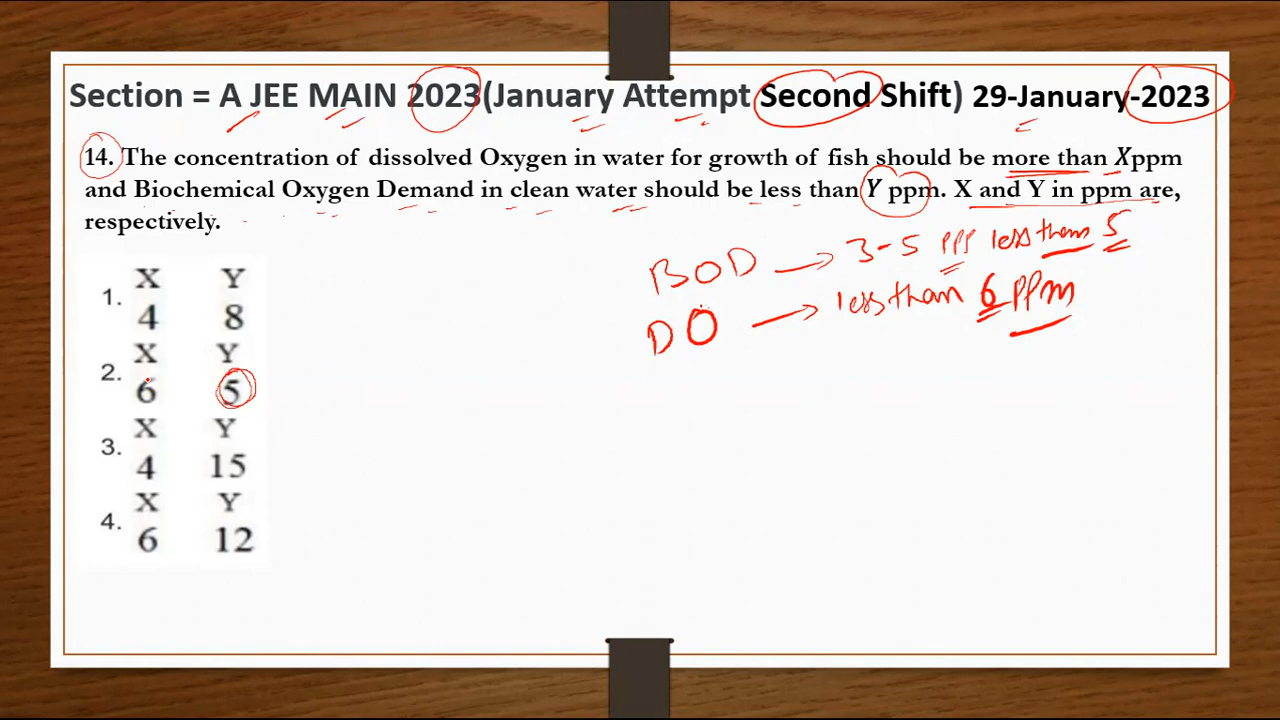 Section = A JEE MAIN 2023(January Attempt Second Shift) 29-January-2023
14. The concentration of dissolved Oxygen in water for growth of fish should be more than Xppm
and Biochemical Oxygen Demand in clean water should be less than Y ppm. X and Y in ppm are,
respectively.
BOD → 3-5 ppp less than 5
DO → less than 6 ppm
X Y
1.
4 8
X Y
2.
6 5
X Y
3.
4 15
X Y
4.
6 12